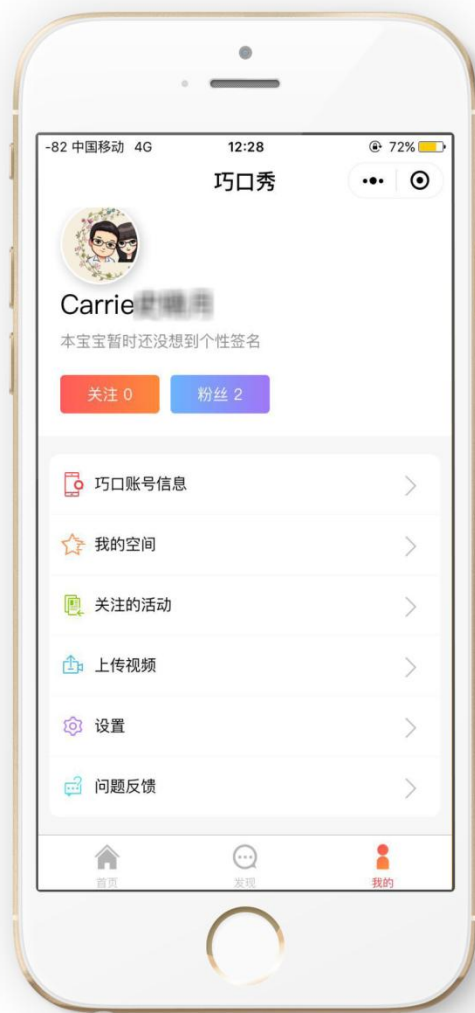 -82 中国移动 4G 12:28 72%
巧口秀
Carrie
本宝宝暂时还没想到个性签名
关注 0 粉丝 2
巧口账号信息
我的空间
关注的活动
上传视频
设置
问题反馈
首页 发现 我的